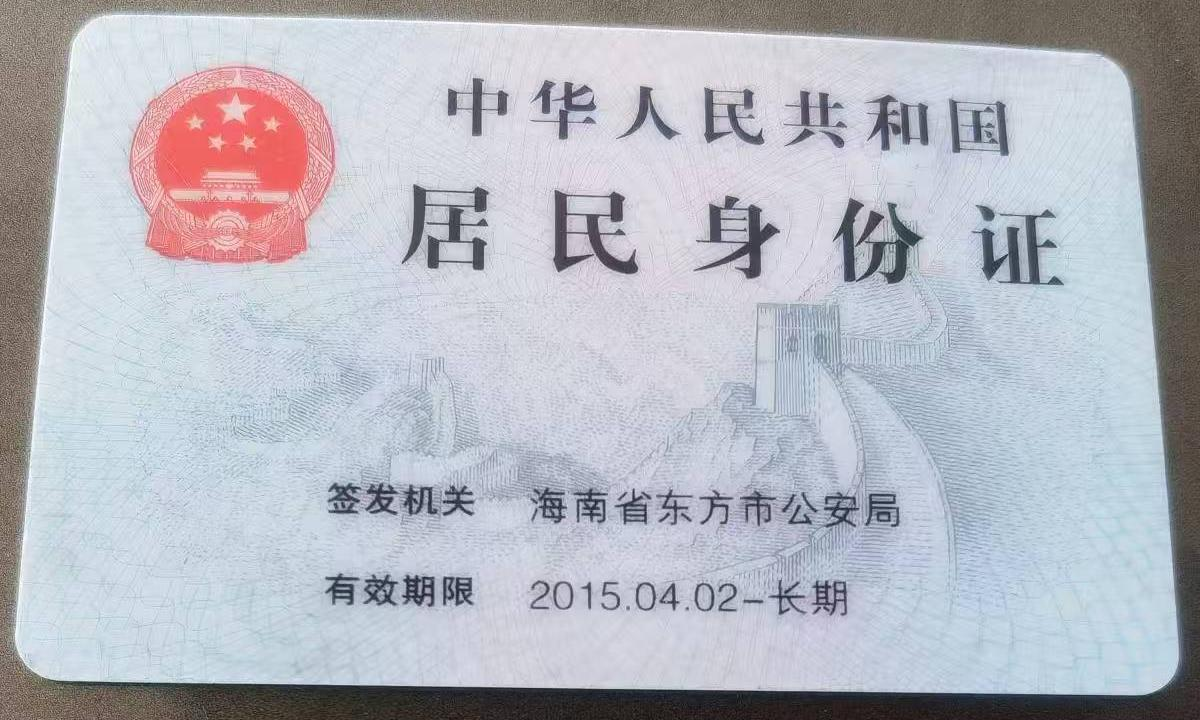 中华人民共和国
居民身份证
签发机关 海南省东方市公安局
有效期限 2015.04.02-长期